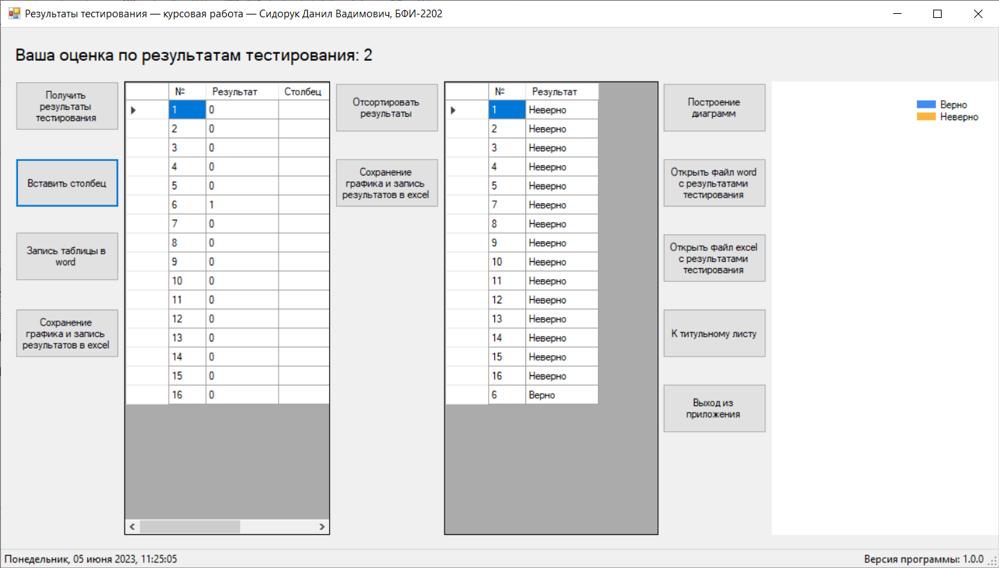 Результаты тестирования — курсовая работа — Сидорук Данил Вадимович, БФИ-2202
Ваша оценка по результатам тестирования: 2
Получить
результаты
тестирования
Вставить столбец
Запись таблицы в
word
Сохранение
графика и запись
результатов в excel
№ Результат Столбец
1 0
2 0
3 0
4 0
5 0
6 1
7 0
8 0
9 0
10 0
11 0
12 0
13 0
14 0
15 0
16 0
Отсортировать
результаты
Сохранение
графика и запись
результатов в excel
№ Результат
1 Неверно
2 Неверно
3 Неверно
4 Неверно
5 Неверно
7 Неверно
8 Неверно
9 Неверно
10 Неверно
11 Неверно
12 Неверно
13 Неверно
14 Неверно
15 Неверно
16 Неверно
6 Верно
Построение
диаграмм
Открыть файл word
с результатами
тестирования
Открыть файл excel
с результатами
тестирования
К титульному листу
Выход из
приложения
Верно
Неверно
Понедельник, 05 июня 2023, 11:25:05
Версия программы: 1.0.0